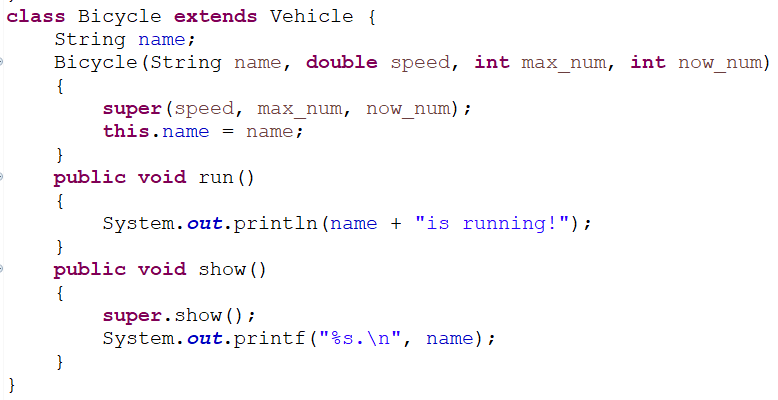 class Bicycle extends Vehicle {
    String name;
    Bicycle(String name, double speed, int max_num, int now_num)
    {
        super(speed, max_num, now_num);
        this.name = name;
    }
    public void run()
    {
        System.out.println(name + "is running!");
    }
    public void show()
    {
        super.show();
        System.out.printf("%s.\n", name);
    }
}